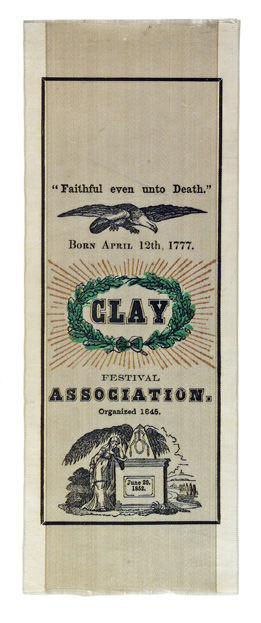 "Faithful even unto Death."
BORN APRIL 12th, 1777.
CLAY
FESTIVAL
ASSOCIATION.
Organized 1845.
June 29.
1852.